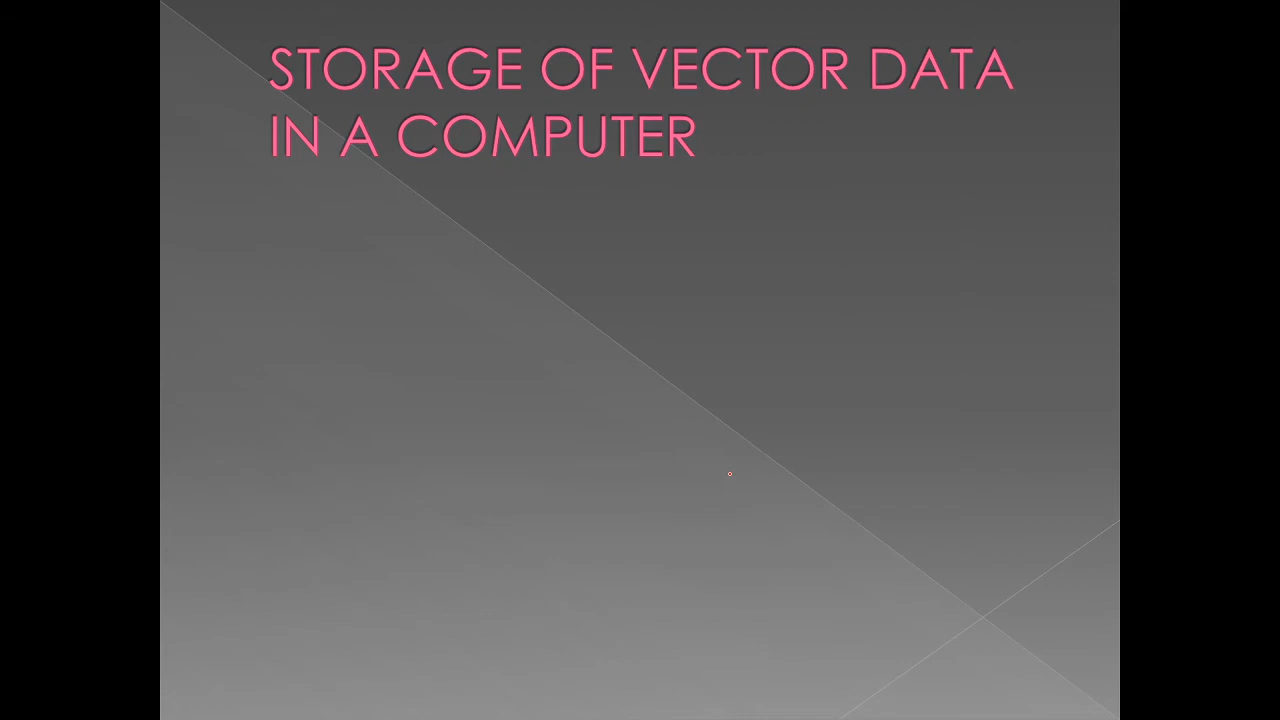 STORAGE OF VECTOR DATA
IN A COMPUTER